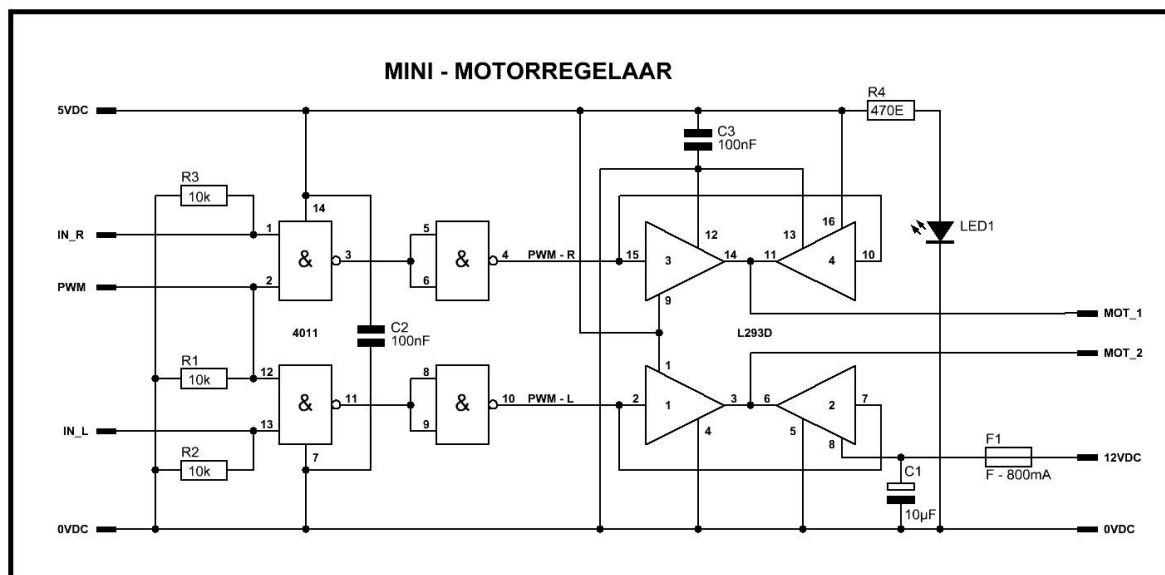 MINI - MOTORREGELAAR
5VDC
R4
470E
C3
100nF
R3
10k
14
IN_R
1
&
3
5
6
&
4
PWM - R
15
3
12
14
9
13
16
11
4
10
LED1
PWM
2
MOT_1
4011
C2
100nF
L293D
MOT_2
R1
10k
12
&
11
8
9
&
10
PWM - L
2
1
1
3
4
6
2
7
5
8
IN_L
13
7
R2
10k
F1
F - 800mA
12VDC
C1
10µF
0VDC
0VDC